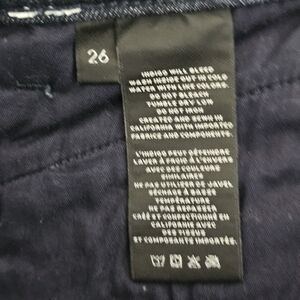 26
INDIGO WILL BLEED
WASH INSIDE OUT IN COLD
WATER WITH LIKE COLORS.
DO NOT BLEACH
TUMBLE DRY LOW
DO NOT IRON
CREATED AND SEWN IN
CALIFORNIA WITH IMPORTED
FABRICS AND COMPONENTS.
L'INDIGO PEUT DÉTEINDRE
LAVER À FROID À L'ENVERS
AVEC DES COULEURS
SIMILAIRES
NE PAS UTILISER DE JAVEL
SÉCHAGE À BASSE
TEMPÉRATURE
NE PAS REPASSER
CRÉÉ ET CONFECTIONNÉ EN
CALIFORNIE AVEC
DES TISSUS
ET COMPOSANTS IMPORTÉS.